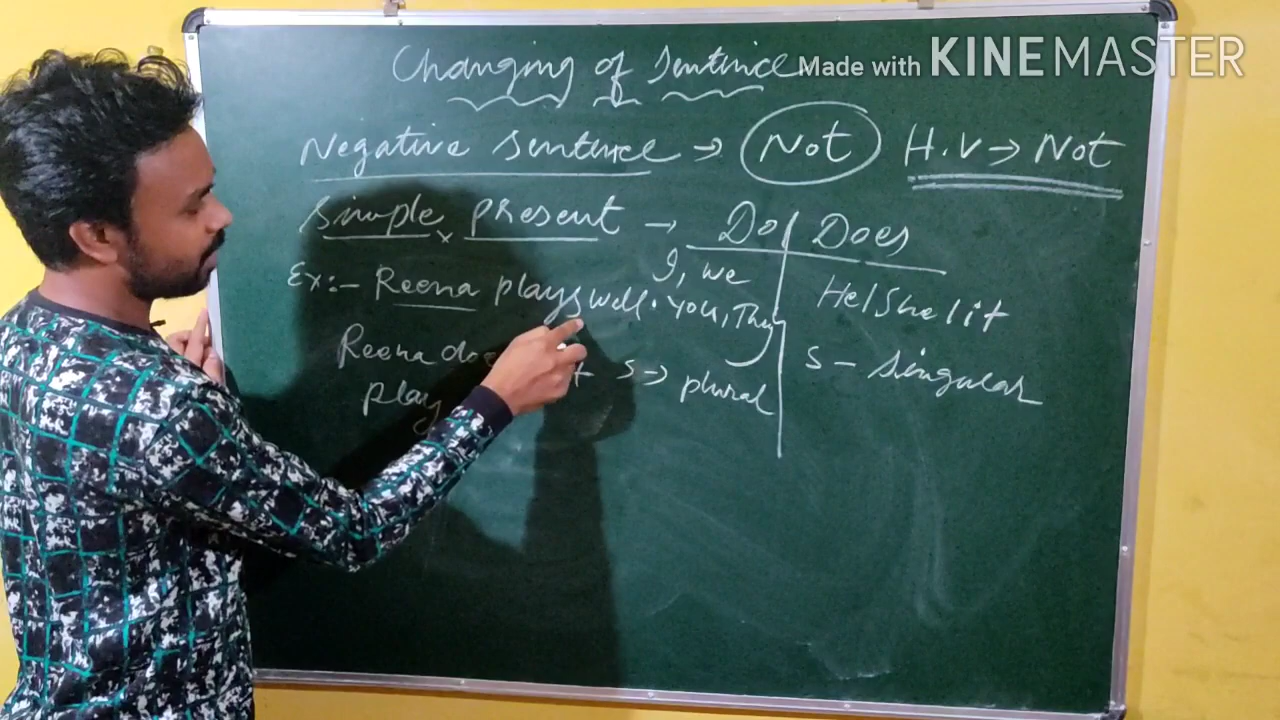 Changing of Sentence
Made with KINEMASTER
Negative Sentence → Not H.V → Not
Simple present → Do Does
I, we
Ex:- Reena plays well. You, They He/She/it
Reena S → plural S - Singular
play